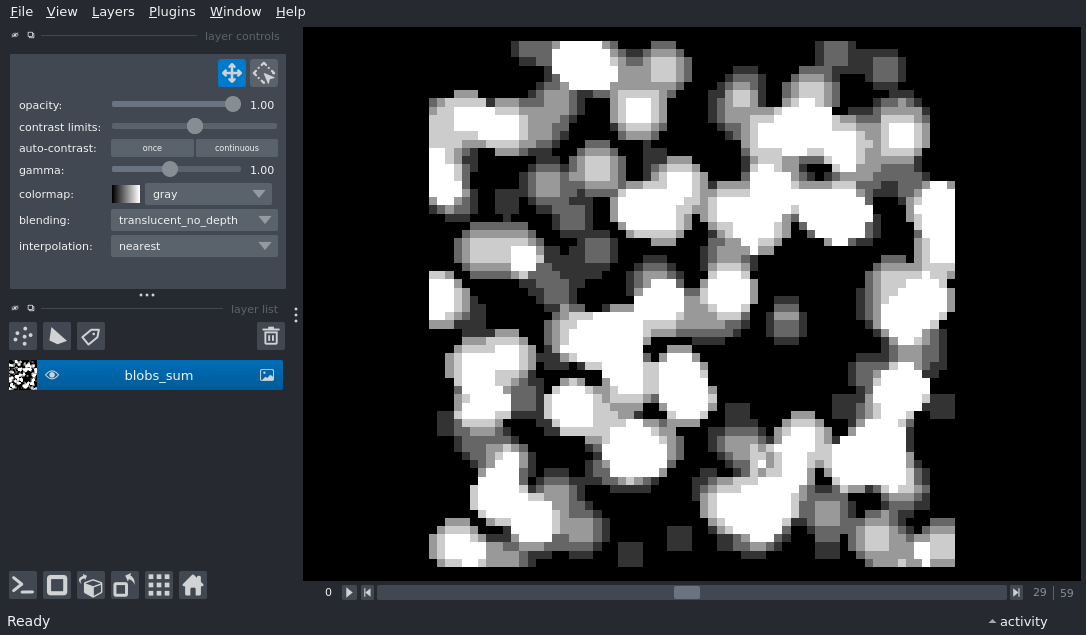 File View Layers Plugins Window Help
layer controls
opacity: 1.00
contrast limits:
auto-contrast: once continuous
gamma: 1.00
colormap: gray
blending: translucent_no_depth
interpolation: nearest
layer list
blobs_sum
0 29 59
Ready activity